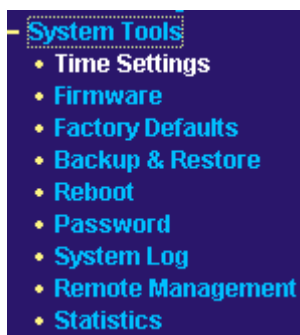 – System Tools
• Time Settings
• Firmware
• Factory Defaults
• Backup & Restore
• Reboot
• Password
• System Log
• Remote Management
• Statistics